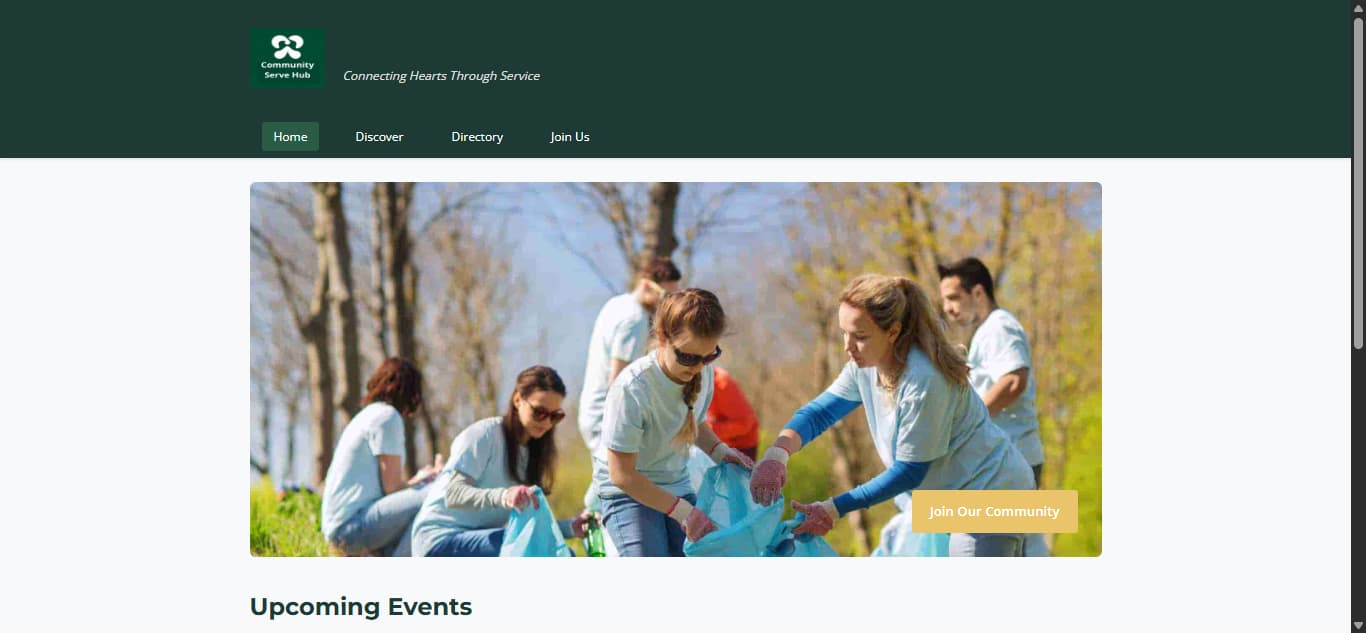 Community
Serve Hub
Connecting Hearts Through Service
Home
Discover
Directory
Join Us
Join Our Community
Upcoming Events